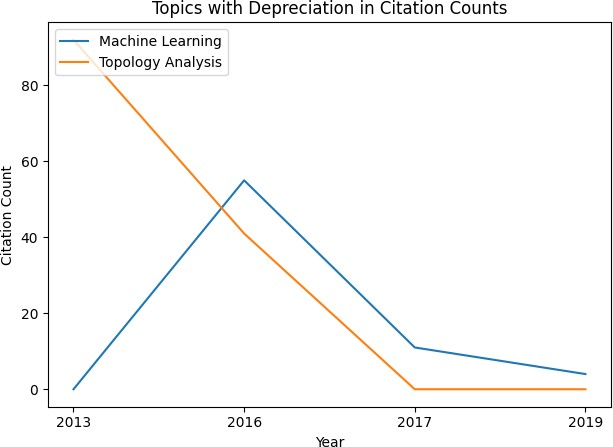 Topics with Depreciation in Citation Counts
Machine Learning
Topology Analysis
Citation Count
80
60
40
20
0
2013 2016 2017 2019
Year